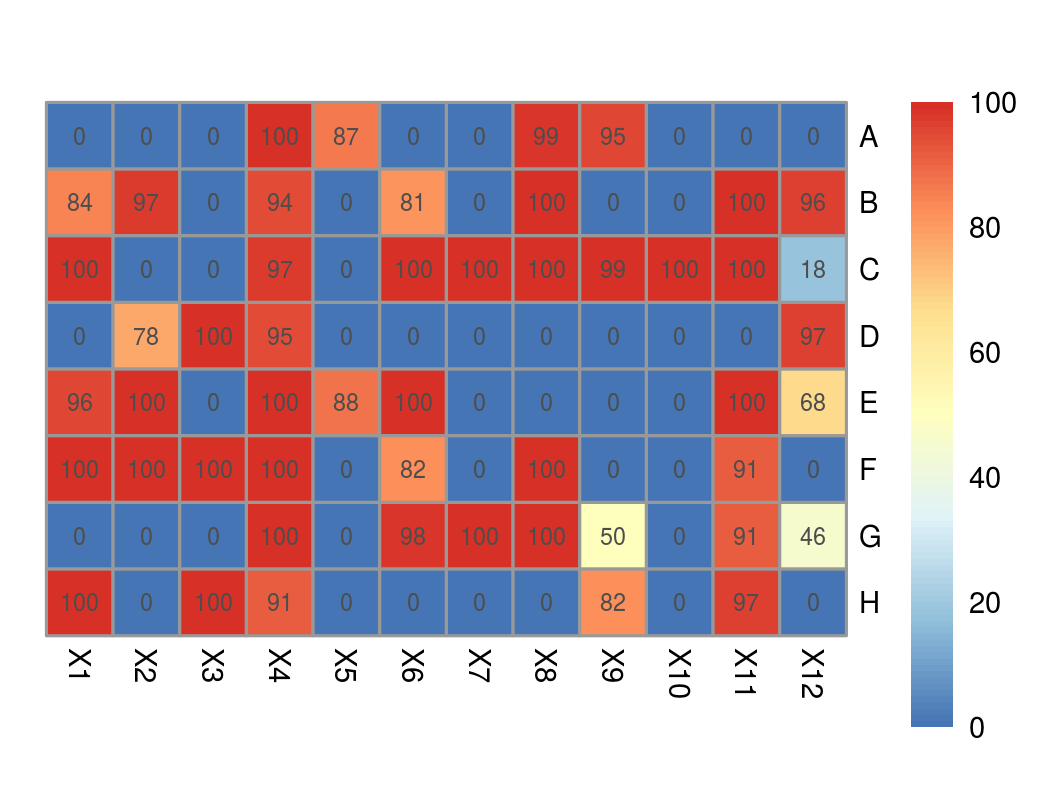 0 0 0 100 87 0 0 99 95 0 0 0 A
84 97 0 94 0 81 0 100 0 0 100 96 B
100 0 0 97 0 100 100 100 99 100 100 18 C
0 78 100 95 0 0 0 0 0 0 0 97 D
96 100 0 100 88 100 0 0 0 0 100 68 E
100 100 100 100 0 82 0 100 0 0 91 0 F
0 0 0 100 0 98 100 100 50 0 91 46 G
100 0 100 91 0 0 0 0 82 0 97 0 H
X1 X2 X3 X4 X5 X6 X7 X8 X9 X10 X11 X12
100
80
60
40
20
0